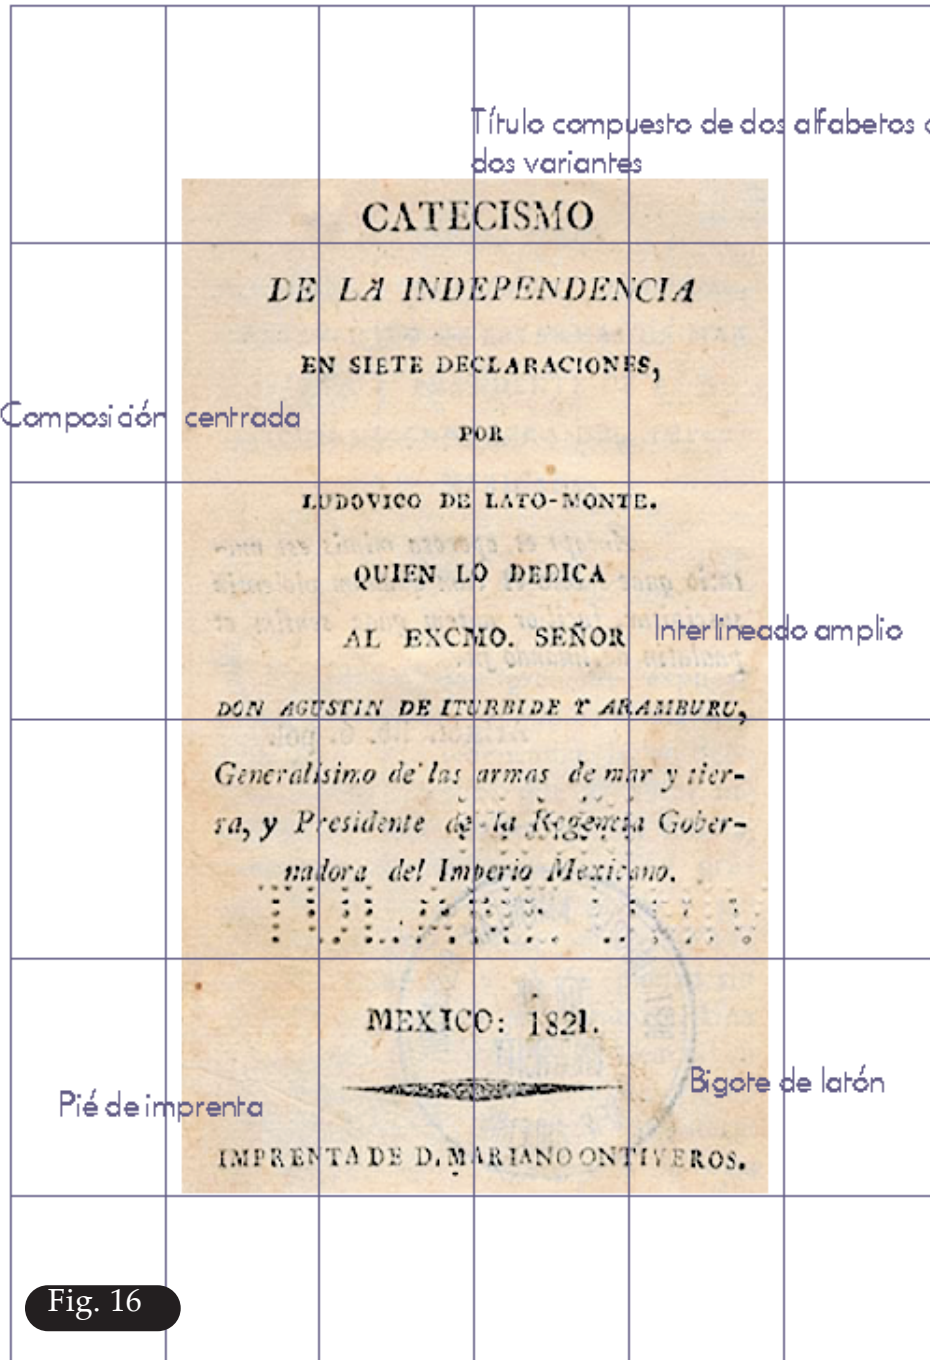 Título compuesto de dos alfabetos o
dos variantes
CATECISMO
DE LA INDEPENDENCIA
EN SIETE DECLARACIONES,
Composición centrada
POR
LUDOVICO DE LATO-MONTE.
QUIEN LO DEDICA
AL EXCMO. SEÑOR
Interlineado amplio
DON AGUSTIN DE ITURBIDE Y ARAMBURU,
Generalísimo de las armas de mar y tier-
ra, y Presidente de la Regencia Gober-
nadora del Imperio Mexicano.
MEXICO: 1821.
Bigote de latón
Pié de imprenta
IMPRENTA DE D. MARIANO ONTIVEROS.
Fig. 16